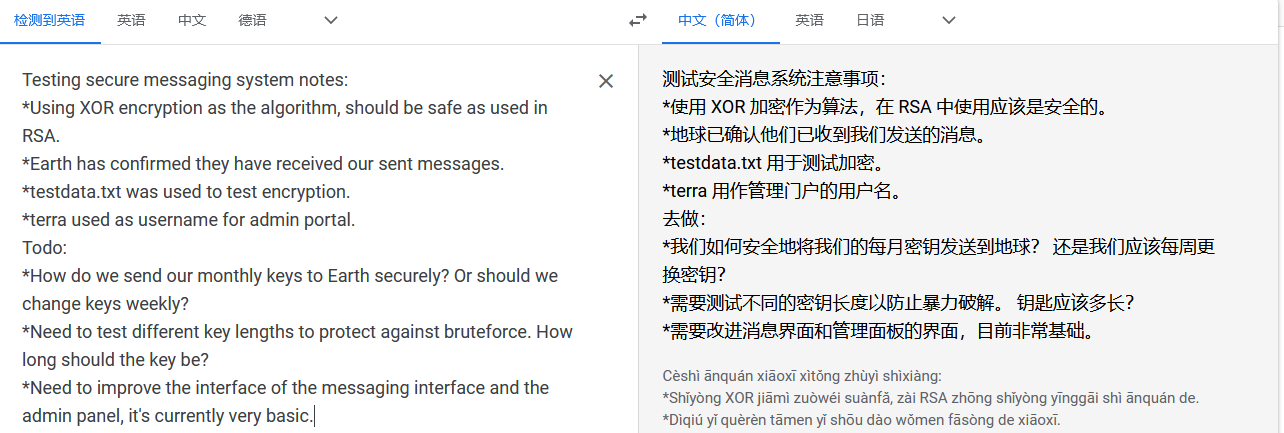 检测到英语 英语 中文 德语
中文（简体） 英语 日语
Testing secure messaging system notes:
*Using XOR encryption as the algorithm, should be safe as used in
RSA.
*Earth has confirmed they have received our sent messages.
*testdata.txt was used to test encryption.
*terra used as username for admin portal.
Todo:
*How do we send our monthly keys to Earth securely? Or should we
change keys weekly?
*Need to test different key lengths to protect against bruteforce. How
long should the key be?
*Need to improve the interface of the messaging interface and the
admin panel, it's currently very basic.
测试安全消息系统注意事项：
*使用 XOR 加密作为算法，在 RSA 中使用应该是安全的。
*地球已确认他们已收到我们发送的消息。
*testdata.txt 用于测试加密。
*terra 用作管理门户的用户名。
去做：
*我们如何安全地将我们的每月密钥发送到地球？ 还是我们应该每周更
换密钥？
*需要测试不同的密钥长度以防止暴力破解。 钥匙应该多长？
*需要改进消息界面和管理面板的界面，目前非常基础。
Cèshì ānquán xiāoxī xìtǒng zhùyì shìxiàng:
*Shǐyòng XOR jiāmì zuòwéi suànfǎ, zài RSA zhōng shǐyòng yīnggāi shì ānquán de.
*Dìqiú yǐ quèrèn tāmen yǐ shōu dào wǒmen fāsòng de xiāoxī.